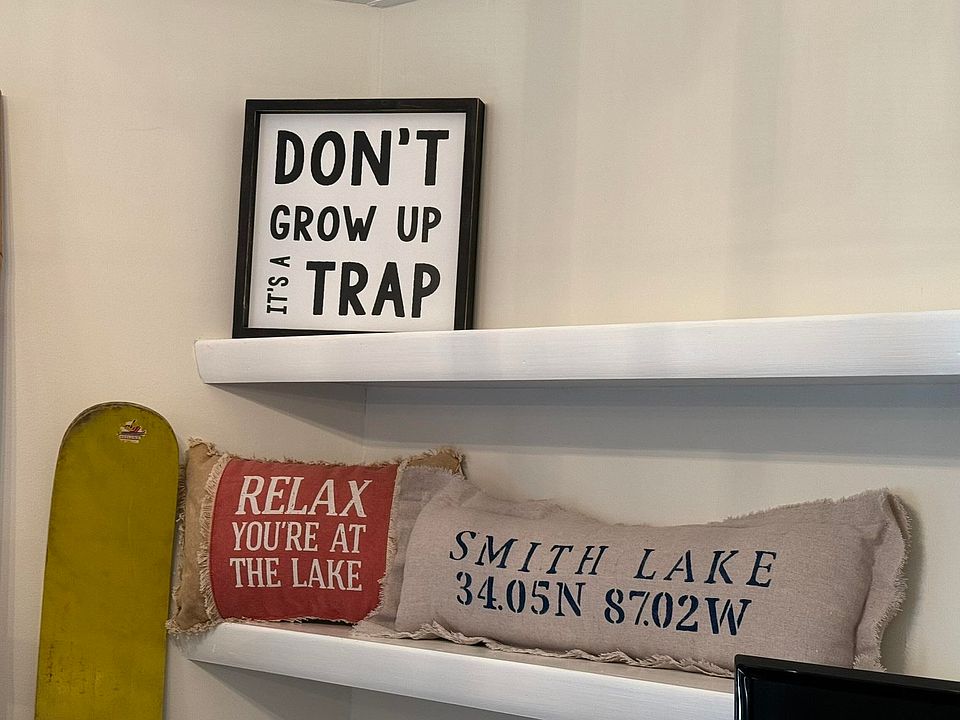 DON'T
GROW UP
IT'S A TRAP
RELAX
YOU'RE AT
THE LAKE
SMITH LAKE
34.05N 87.02W